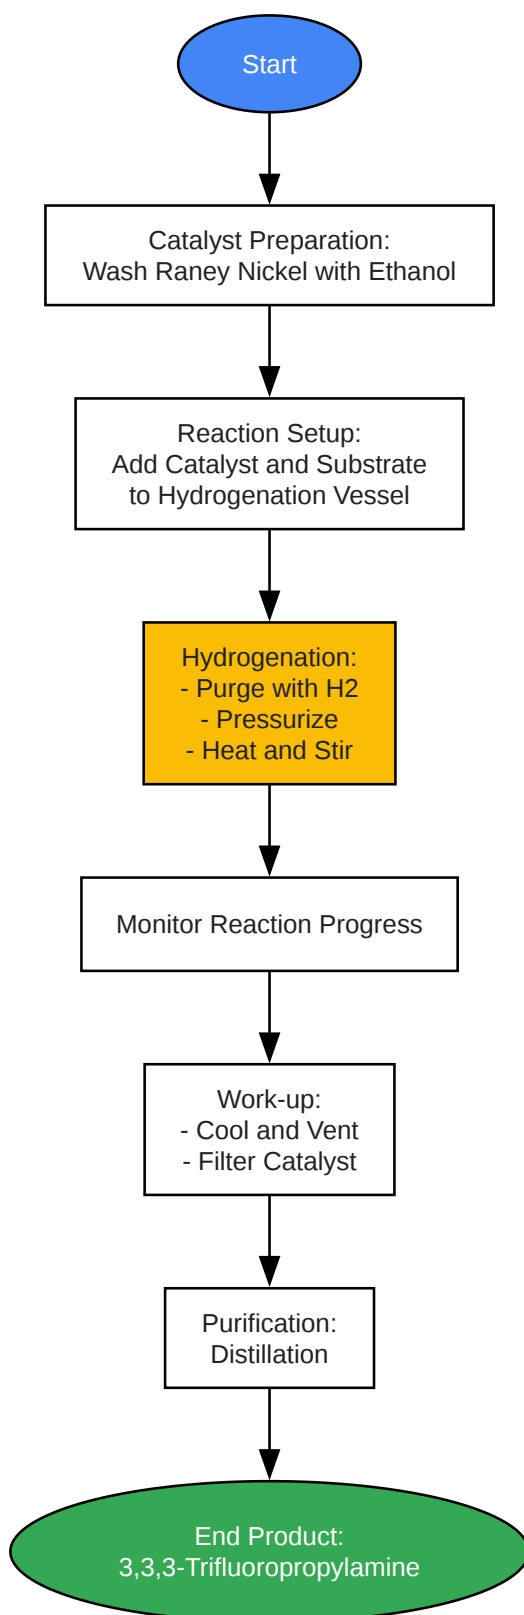 Start
Catalyst Preparation:
Wash Raney Nickel with Ethanol
Reaction Setup:
Add Catalyst and Substrate
to Hydrogenation Vessel
Hydrogenation:
- Purge with H2
- Pressurize
- Heat and Stir
Monitor Reaction Progress
Work-up:
- Cool and Vent
- Filter Catalyst
Purification:
Distillation
End Product:
3,3,3-Trifluoropropylamine